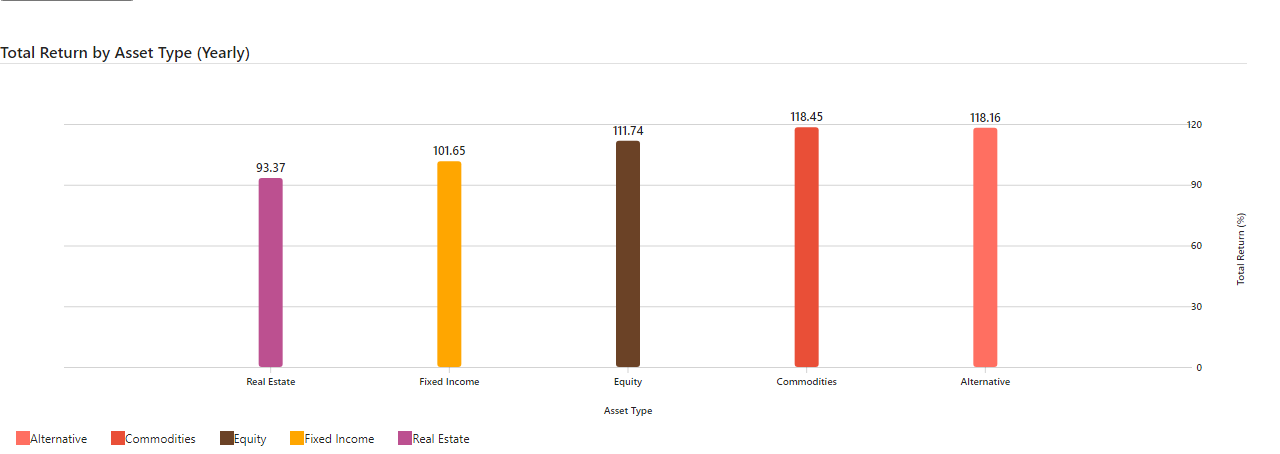 Total Return by Asset Type (Yearly)
118.45
118.16
111.74
101.65
93.37
120
90
60
30
0
Total Return (%)
Real Estate
Fixed Income
Equity
Commodities
Alternative
Asset Type
Alternative
Commodities
Equity
Fixed Income
Real Estate